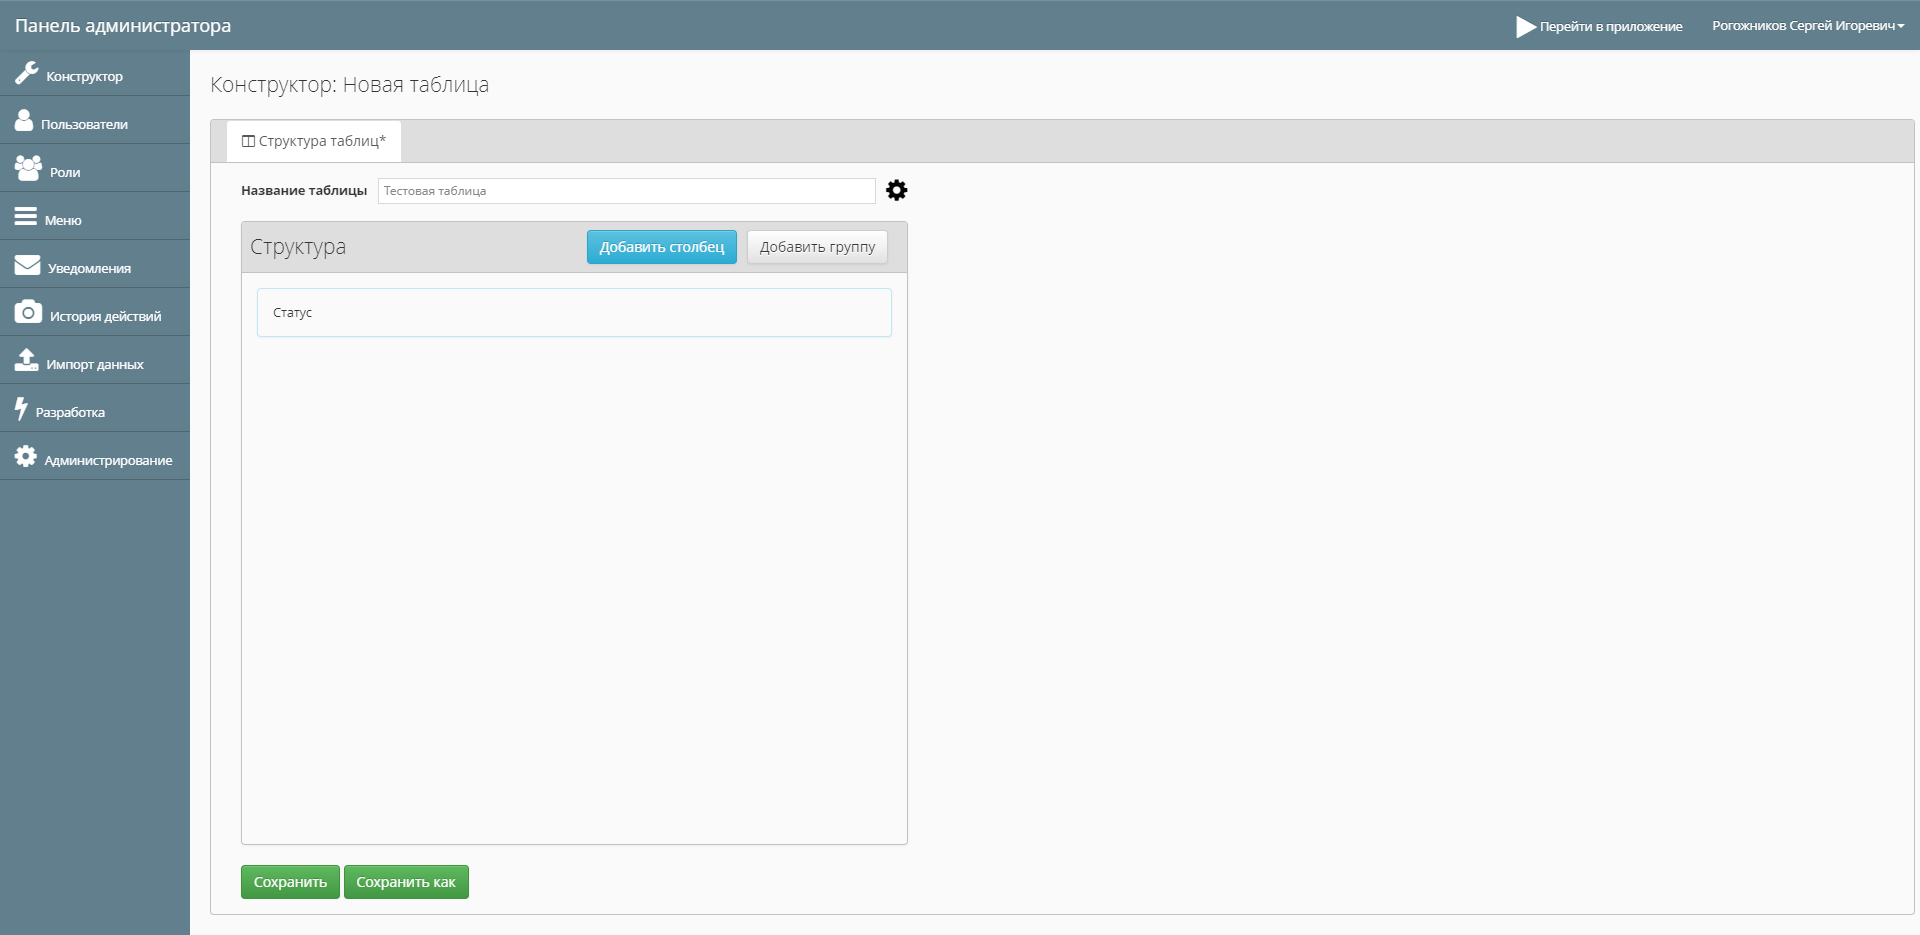 Панель администратора
Перейти в приложение
Рогожников Сергей Игоревич
Конструктор
Пользователи
Роли
Меню
Уведомления
История действий
Импорт данных
Разработка
Администрирование
Конструктор: Новая таблица
Структура таблиц*
Название таблицы
Тестовая таблица
Структура
Добавить столбец
Добавить группу
Статус
Сохранить
Сохранить как